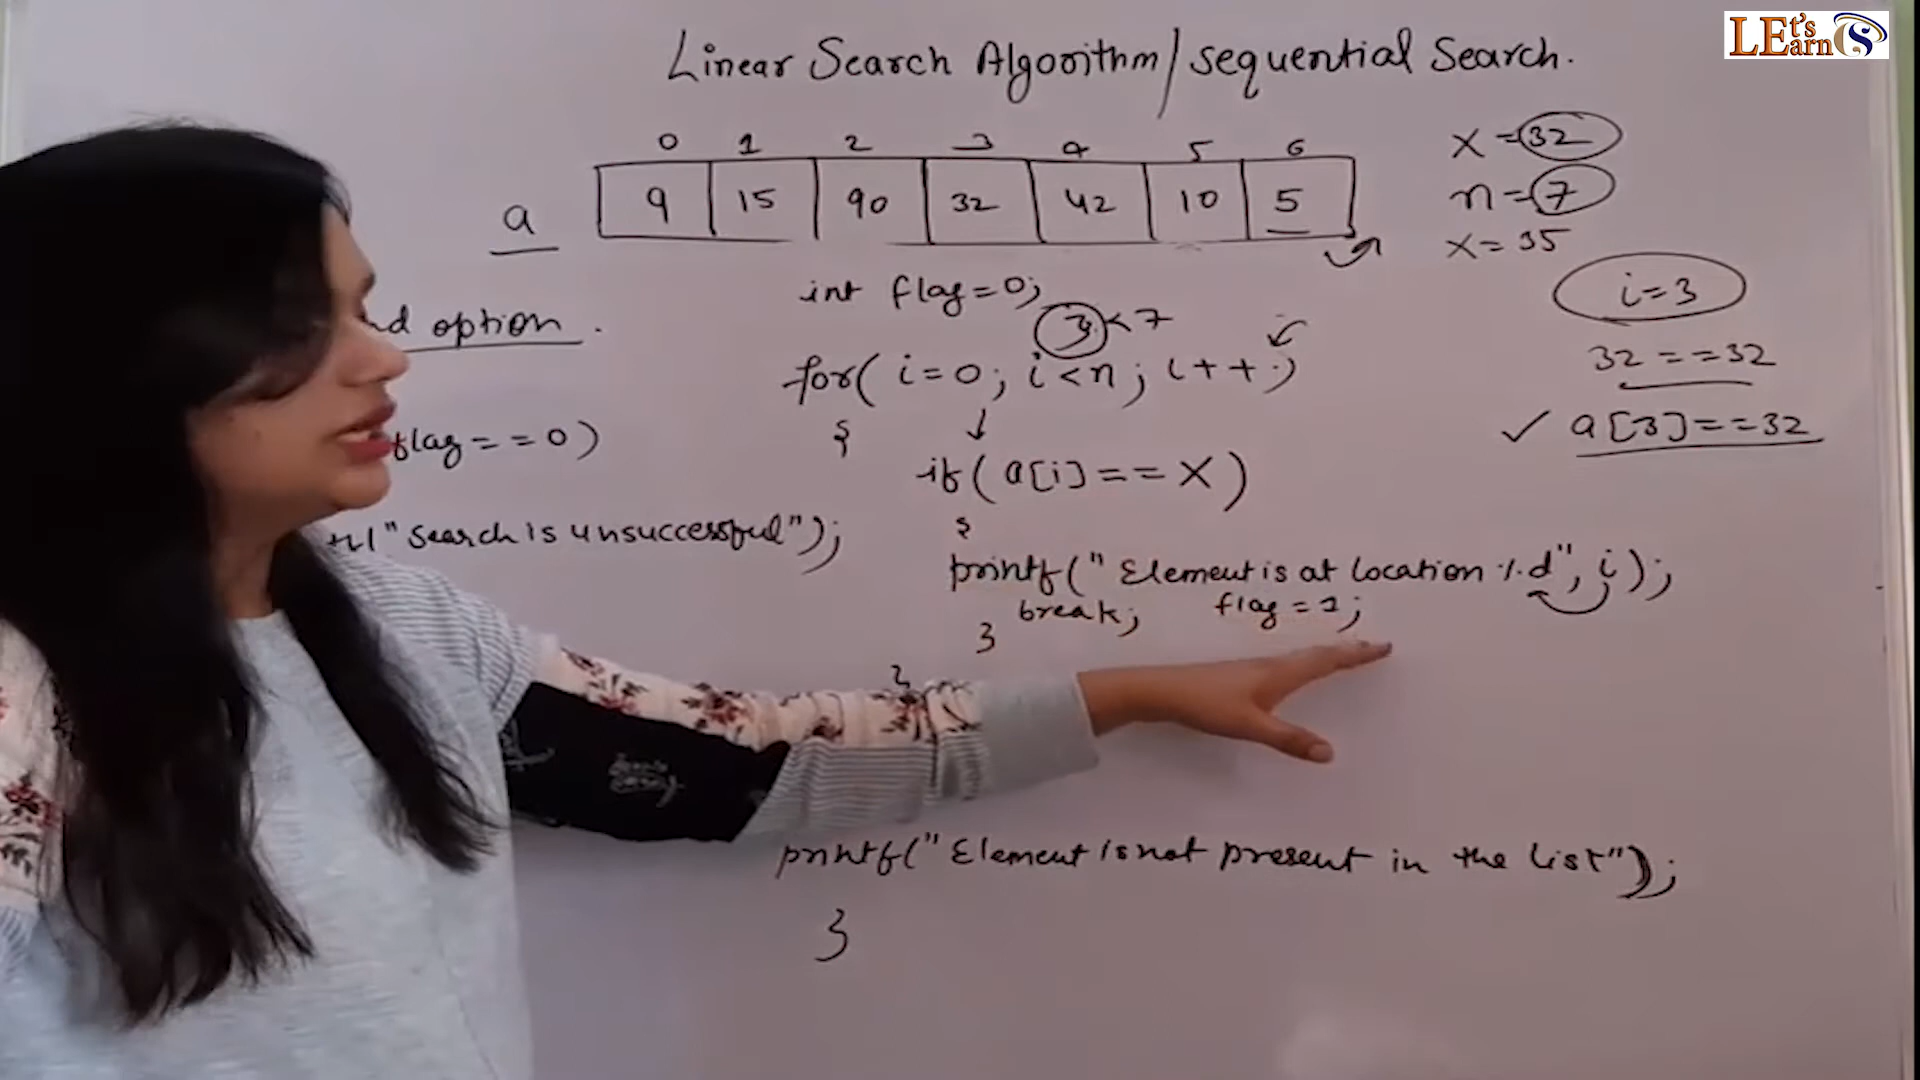 LEt's Earn CS
Linear Search Algorithm/sequential Search.
0 1 2 3 4 5 6
a 9 15 90 32 42 10 5
x = 32
n = 7
x = 35
i=3
32 == 32
✓ a[3]==32
option.
flag == 0)
"Search is unsuccessful");
int flag=0;
3 < 7
for( i=0; i<n; i++)
{
if( a[i]==X)
{
printf(" Element is at location %d", i);
break; flag = 1;
}
printf(" Element is not present in the list");
}